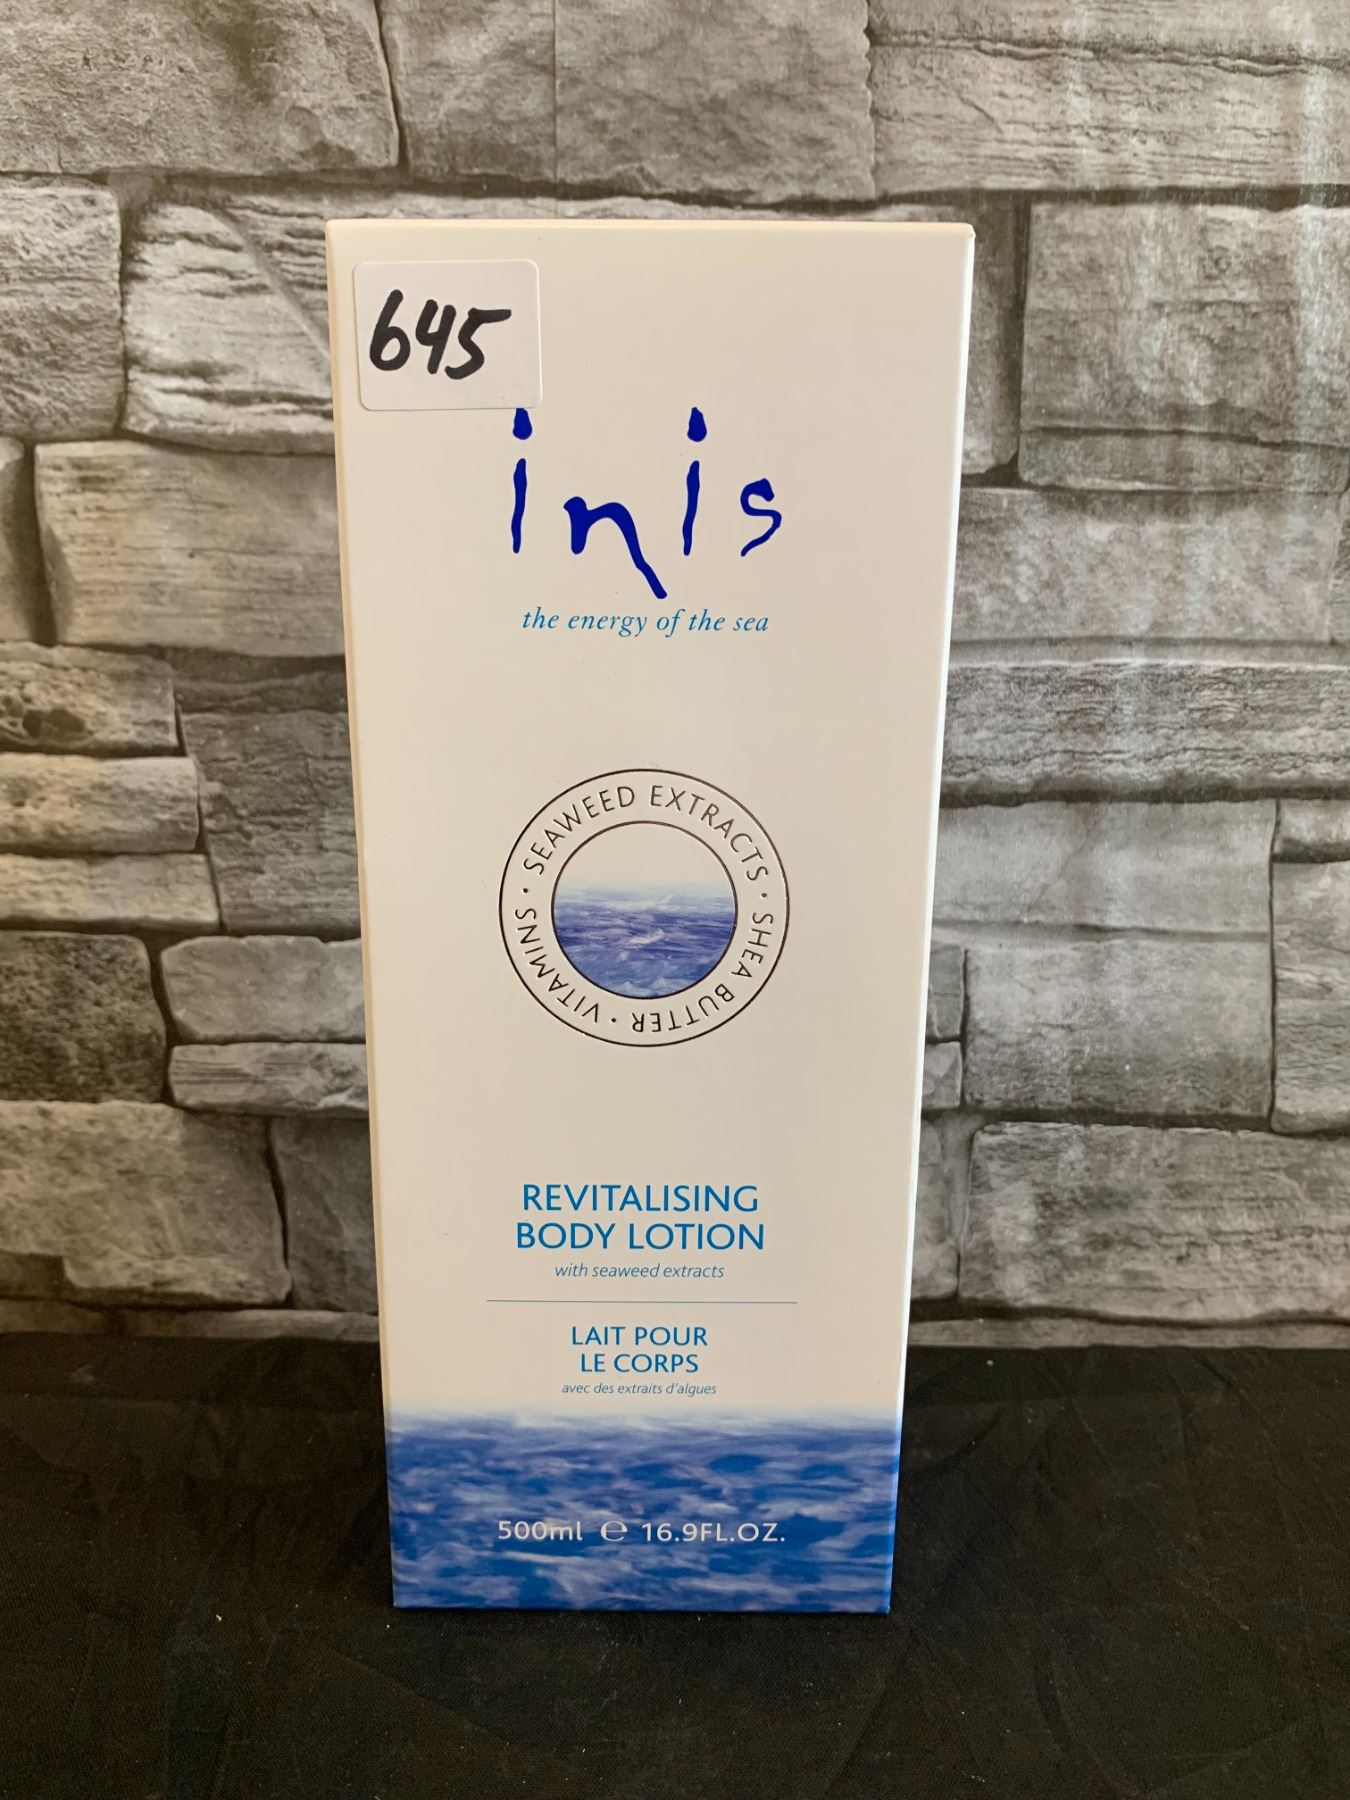 645
inis
the energy of the sea
SEAWEED EXTRACTS · SHEA BUTTER · VITAMINS ·
REVITALISING
BODY LOTION
with seaweed extracts
LAIT POUR
LE CORPS
avec des extraits d'algues
500ml ℮ 16.9FL.OZ.